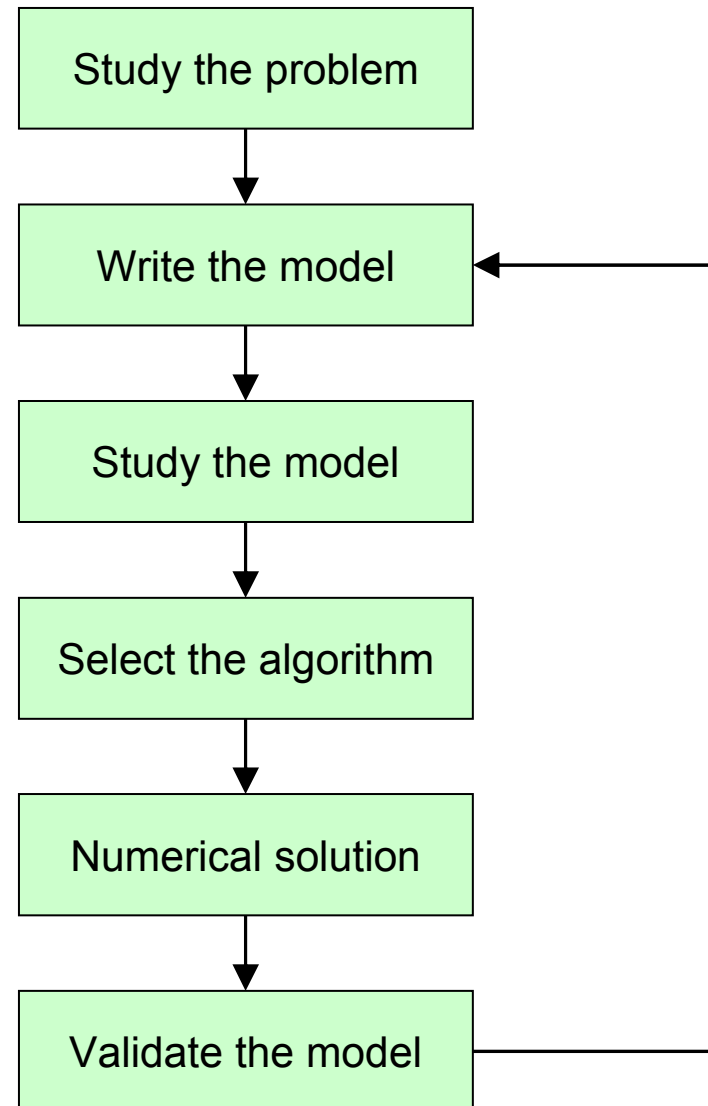 Study the problem
Write the model
Study the model
Select the algorithm
Numerical solution
Validate the model